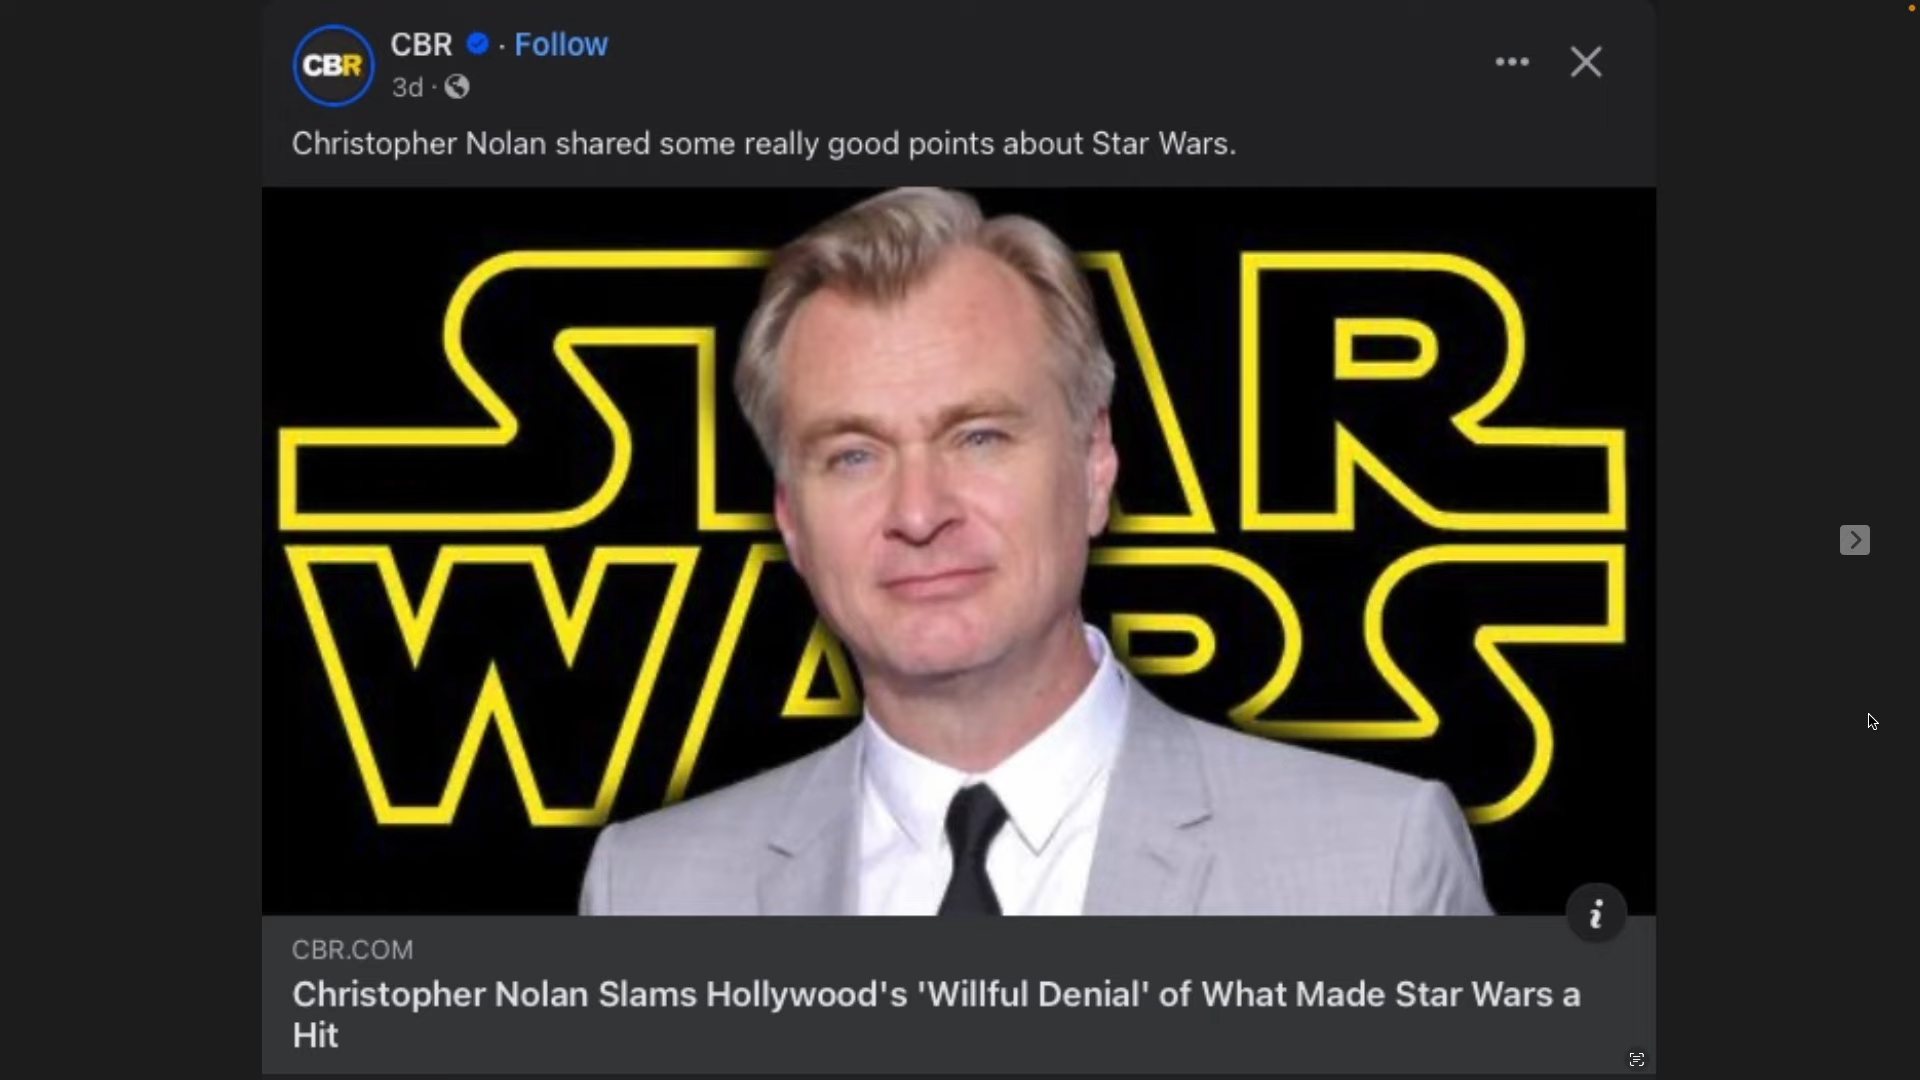 CBR
CBR · Follow
3d ·
Christopher Nolan shared some really good points about Star Wars.
STAR
WARS
CBR.COM
Christopher Nolan Slams Hollywood's 'Willful Denial' of What Made Star Wars a
Hit